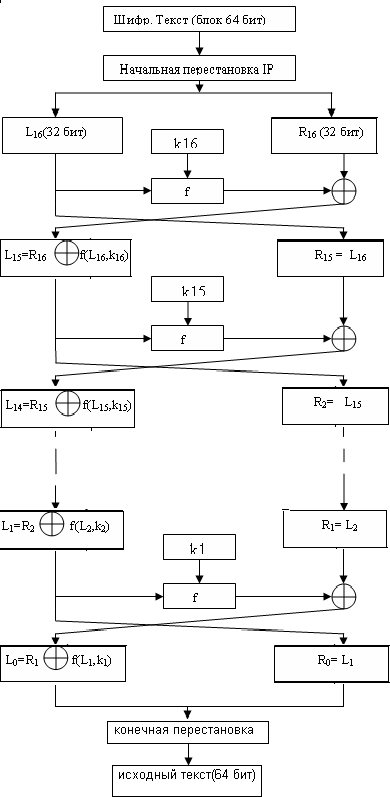 Шифр. Текст (блок 64 бит)
Начальная перестановка IP
L16(32 бит)
k16
R16 (32 бит)
f
L15=R16 ⊕ f(L16,k16)
R15 = L16
k15
f
L14=R15 ⊕ f(L15,k15)
R2= L15
L1=R2 ⊕ f(L2,k2)
k1
R1= L2
f
L0=R1 ⊕ f(L1,k1)
R0= L1
конечная перестановка
исходный текст(64 бит)